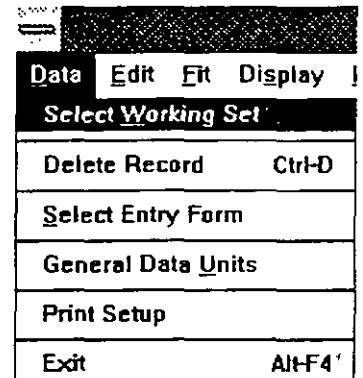 Data Edit Fit Display
Select Working Set
Delete Record Ctrl-D
Select Entry Form
General Data Units
Print Setup
Exit Alt-F4